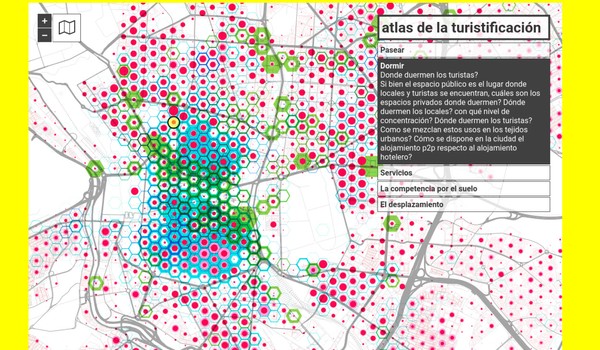 +
−
atlas de la turistificación
Pasear
Dormir
Donde duermen los turistas?
Si bien el espacio público es el lugar donde
locales y turistas se encuentran, cuáles son los
espacios privados donde duermen? Dónde
duermen los locales? con qué nivel de
concentración? Dónde duermen los turistas?
Como se mezclan estos usos en los tejidos
urbanos? Cómo se dispone en la ciudad el
alojamiento p2p respecto al alojamiento
hotelero?
Servicios
La competencia por el suelo
El desplazamiento